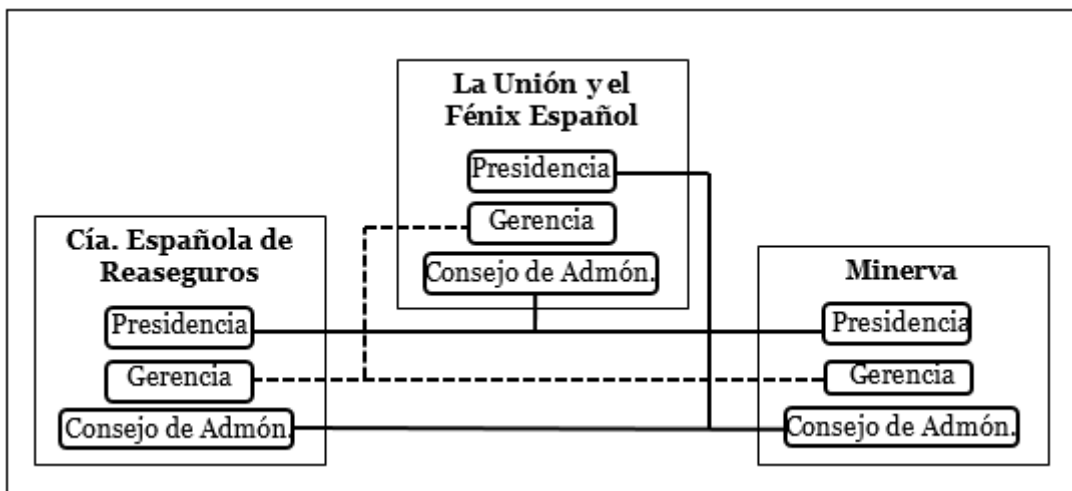 La Unión y el
Fénix Español
Presidencia
Gerencia
Consejo de Admón.
Cía. Española de
Reaseguros
Presidencia
Gerencia
Consejo de Admón.
Minerva
Presidencia
Gerencia
Consejo de Admón.